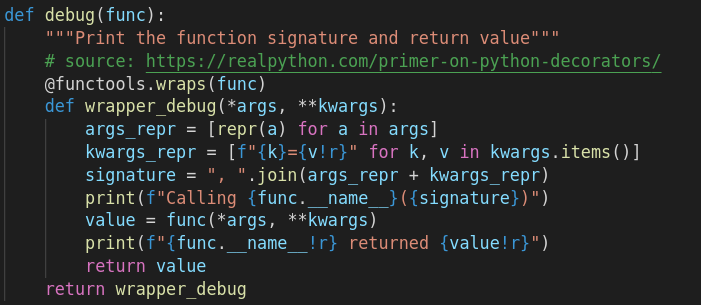 def debug(func):
    """Print the function signature and return value"""
    # source: https://realpython.com/primer-on-python-decorators/
    @functools.wraps(func)
    def wrapper_debug(*args, **kwargs):
        args_repr = [repr(a) for a in args]
        kwargs_repr = [f"{k}={v!r}" for k, v in kwargs.items()]
        signature = ", ".join(args_repr + kwargs_repr)
        print(f"Calling {func.__name__}({signature})")
        value = func(*args, **kwargs)
        print(f"{func.__name__!r} returned {value!r}")
        return value
    return wrapper_debug